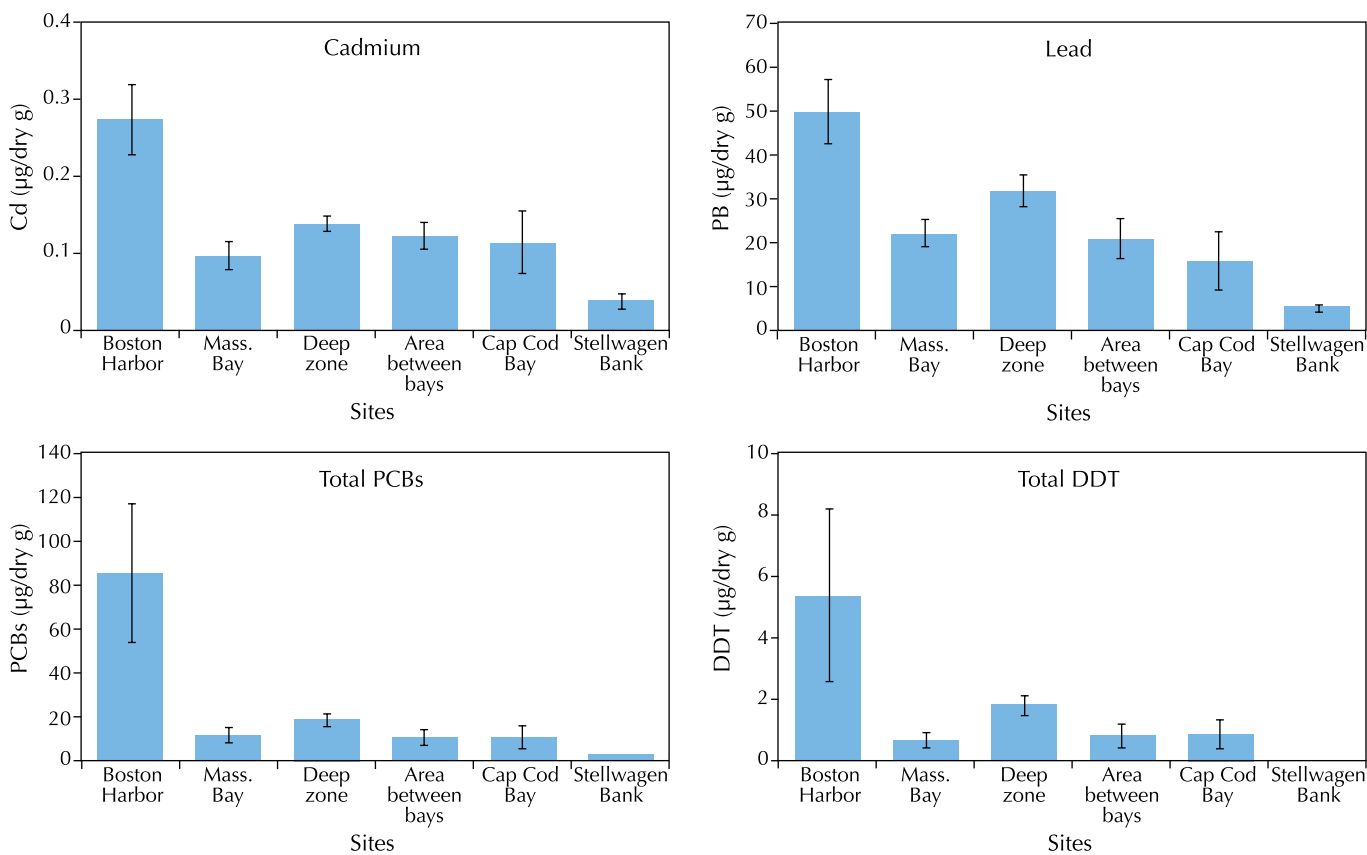 Cadmium
Cd (µg/dry g)
0.4
0.3
0.2
0.1
0
Boston Harbor
Mass. Bay
Deep zone
Area between bays
Cap Cod Bay
Stellwagen Bank
Sites
Lead
PB (µg/dry g)
70
60
50
40
30
20
10
0
Boston Harbor
Mass. Bay
Deep zone
Area between bays
Cap Cod Bay
Stellwagen Bank
Sites
Total PCBs
PCBs (µg/dry g)
140
120
100
80
60
40
20
0
Boston Harbor
Mass. Bay
Deep zone
Area between bays
Cap Cod Bay
Stellwagen Bank
Sites
Total DDT
DDT (µg/dry g)
10
8
6
4
2
0
Boston Harbor
Mass. Bay
Deep zone
Area between bays
Cap Cod Bay
Stellwagen Bank
Sites